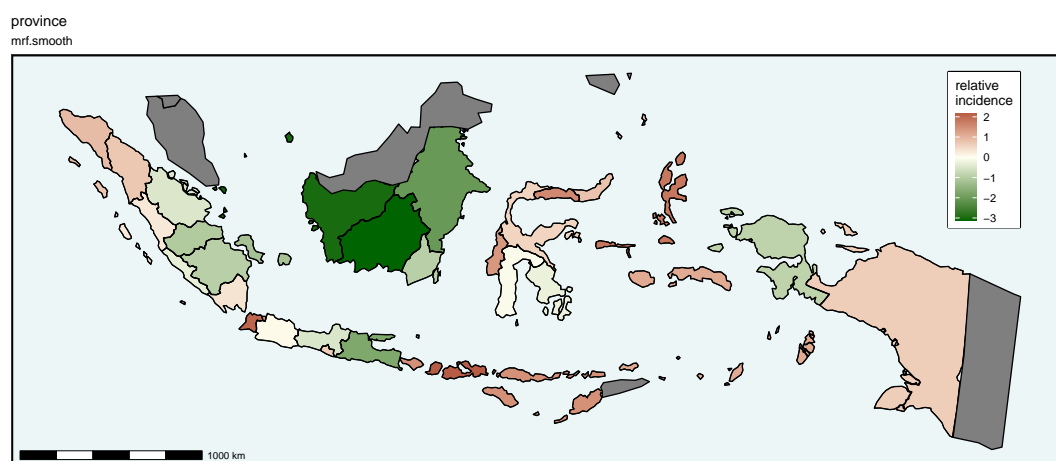 province
mrf.smooth
relative
incidence
2
1
0
−1
−2
−3
1000 km